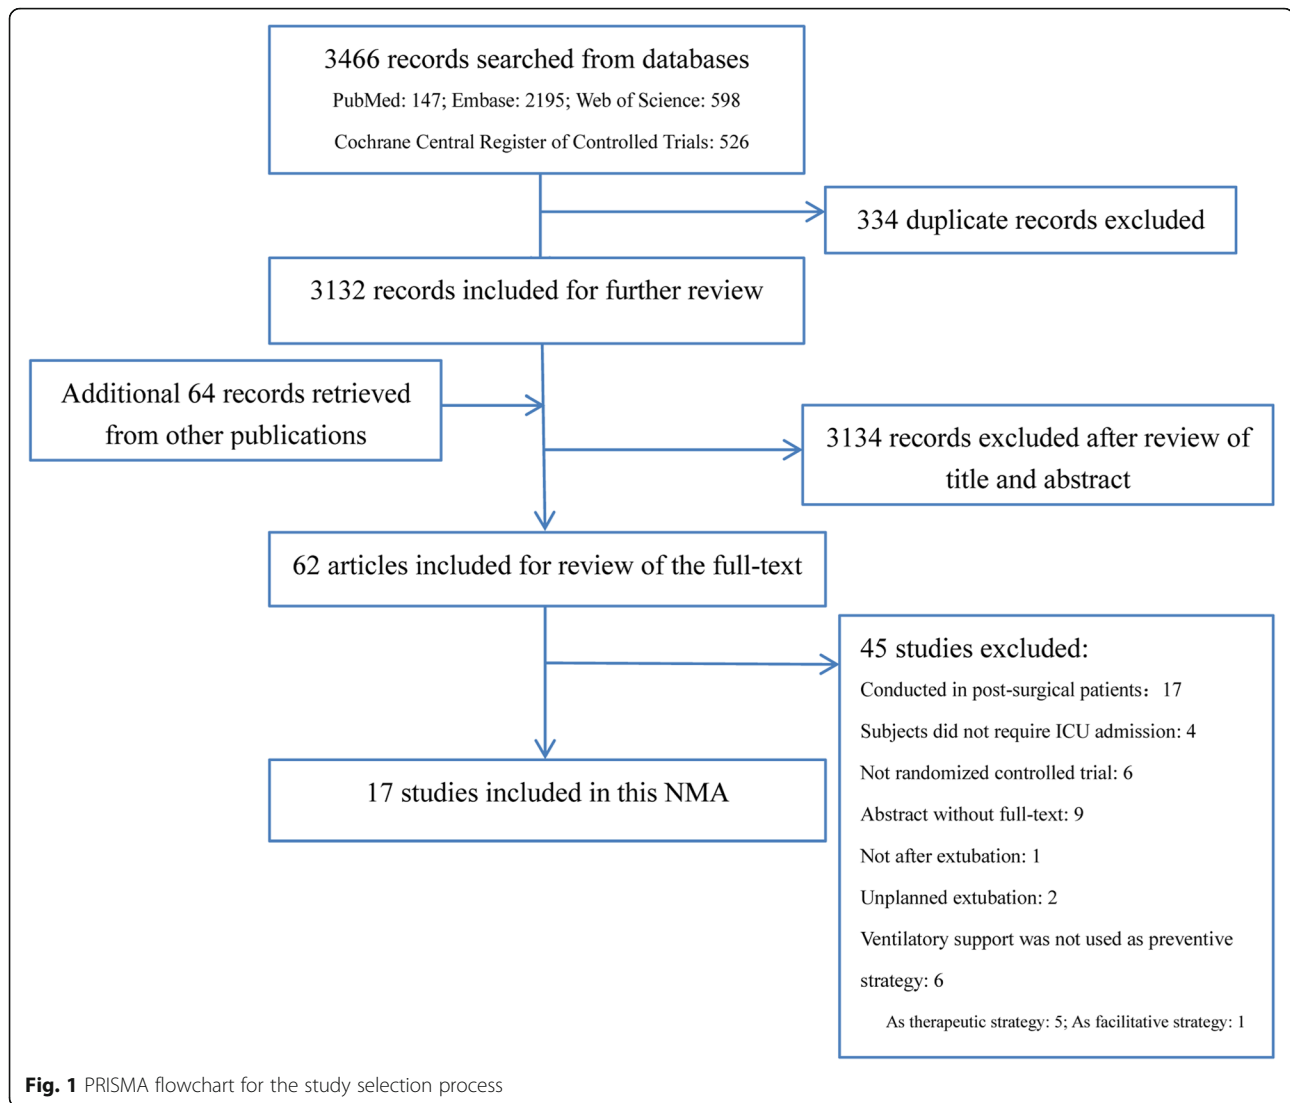 3466 records searched from databases
PubMed: 147; Embase: 2195; Web of Science: 598
Cochrane Central Register of Controlled Trials: 526
334 duplicate records excluded
3132 records included for further review
Additional 64 records retrieved
from other publications
3134 records excluded after review of
title and abstract
62 articles included for review of the full-text
45 studies excluded:
Conducted in post-surgical patients：17
Subjects did not require ICU admission: 4
Not randomized controlled trial: 6
Abstract without full-text: 9
Not after extubation: 1
Unplanned extubation: 2
Ventilatory support was not used as preventive
strategy: 6
As therapeutic strategy: 5; As facilitative strategy: 1
17 studies included in this NMA
Fig. 1 PRISMA flowchart for the study selection process